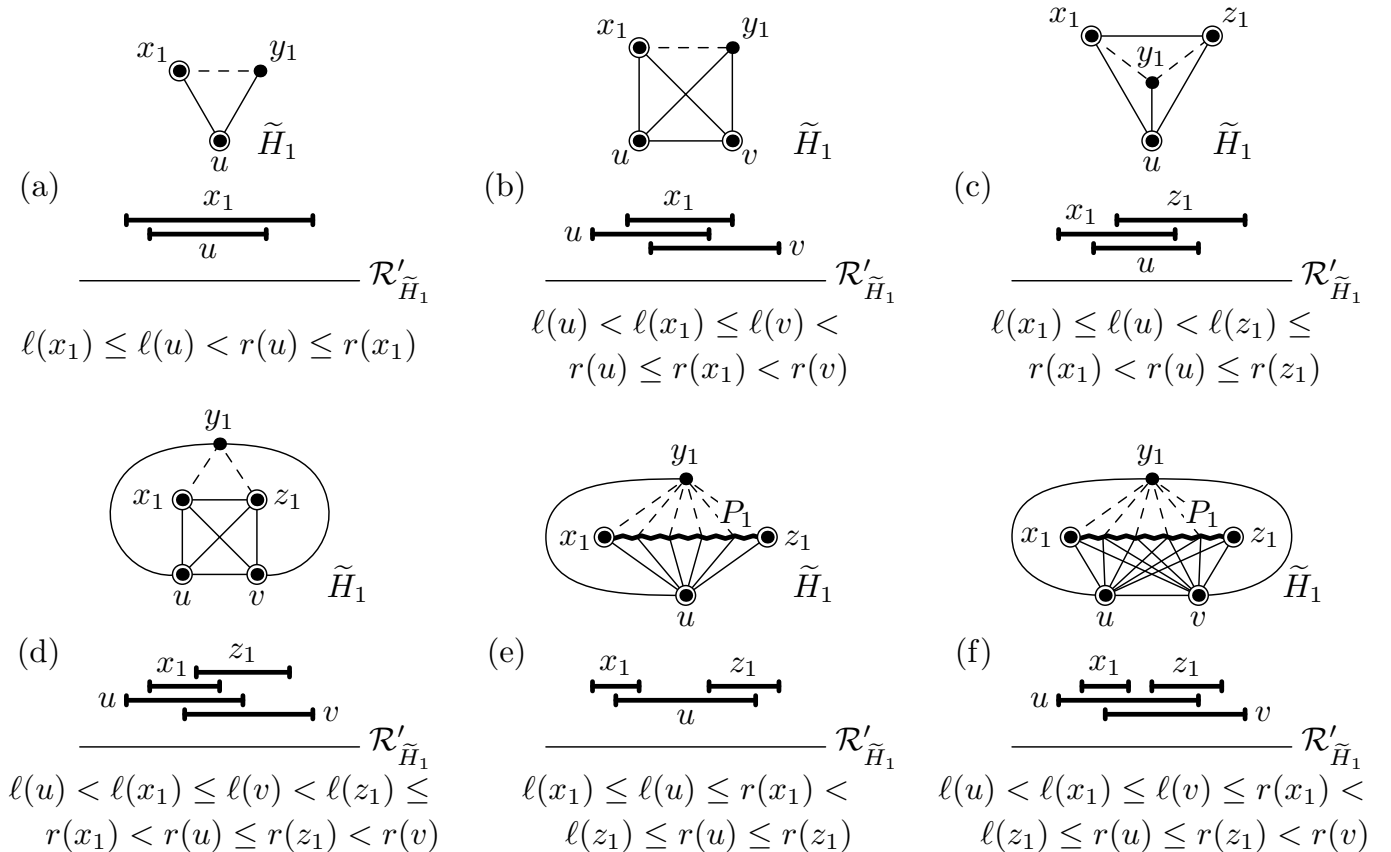 x₁ y₁
u H̃₁
(a)
x₁
u
𝓡′_{H̃₁}
ℓ(x₁) ≤ ℓ(u) < r(u) ≤ r(x₁)
x₁ y₁
u v H̃₁
(b)
x₁
u
v
𝓡′_{H̃₁}
ℓ(u) < ℓ(x₁) ≤ ℓ(v) <
r(u) ≤ r(x₁) < r(v)
x₁ z₁
y₁
u H̃₁
(c)
z₁
x₁
u
𝓡′_{H̃₁}
ℓ(x₁) ≤ ℓ(u) < ℓ(z₁) ≤
r(x₁) < r(u) ≤ r(z₁)
y₁
x₁ z₁
u v H̃₁
(d)
z₁
x₁
u
v
𝓡′_{H̃₁}
ℓ(u) < ℓ(x₁) ≤ ℓ(v) < ℓ(z₁) ≤
r(x₁) < r(u) ≤ r(z₁) < r(v)
y₁
P₁
x₁ z₁
u H̃₁
(e)
x₁ z₁
u
𝓡′_{H̃₁}
ℓ(x₁) ≤ ℓ(u) ≤ r(x₁) <
ℓ(z₁) ≤ r(u) ≤ r(z₁)
y₁
P₁
x₁ z₁
u v H̃₁
(f)
x₁ z₁
u
v
𝓡′_{H̃₁}
ℓ(u) < ℓ(x₁) ≤ ℓ(v) ≤ r(x₁) <
ℓ(z₁) ≤ r(u) ≤ r(z₁) < r(v)